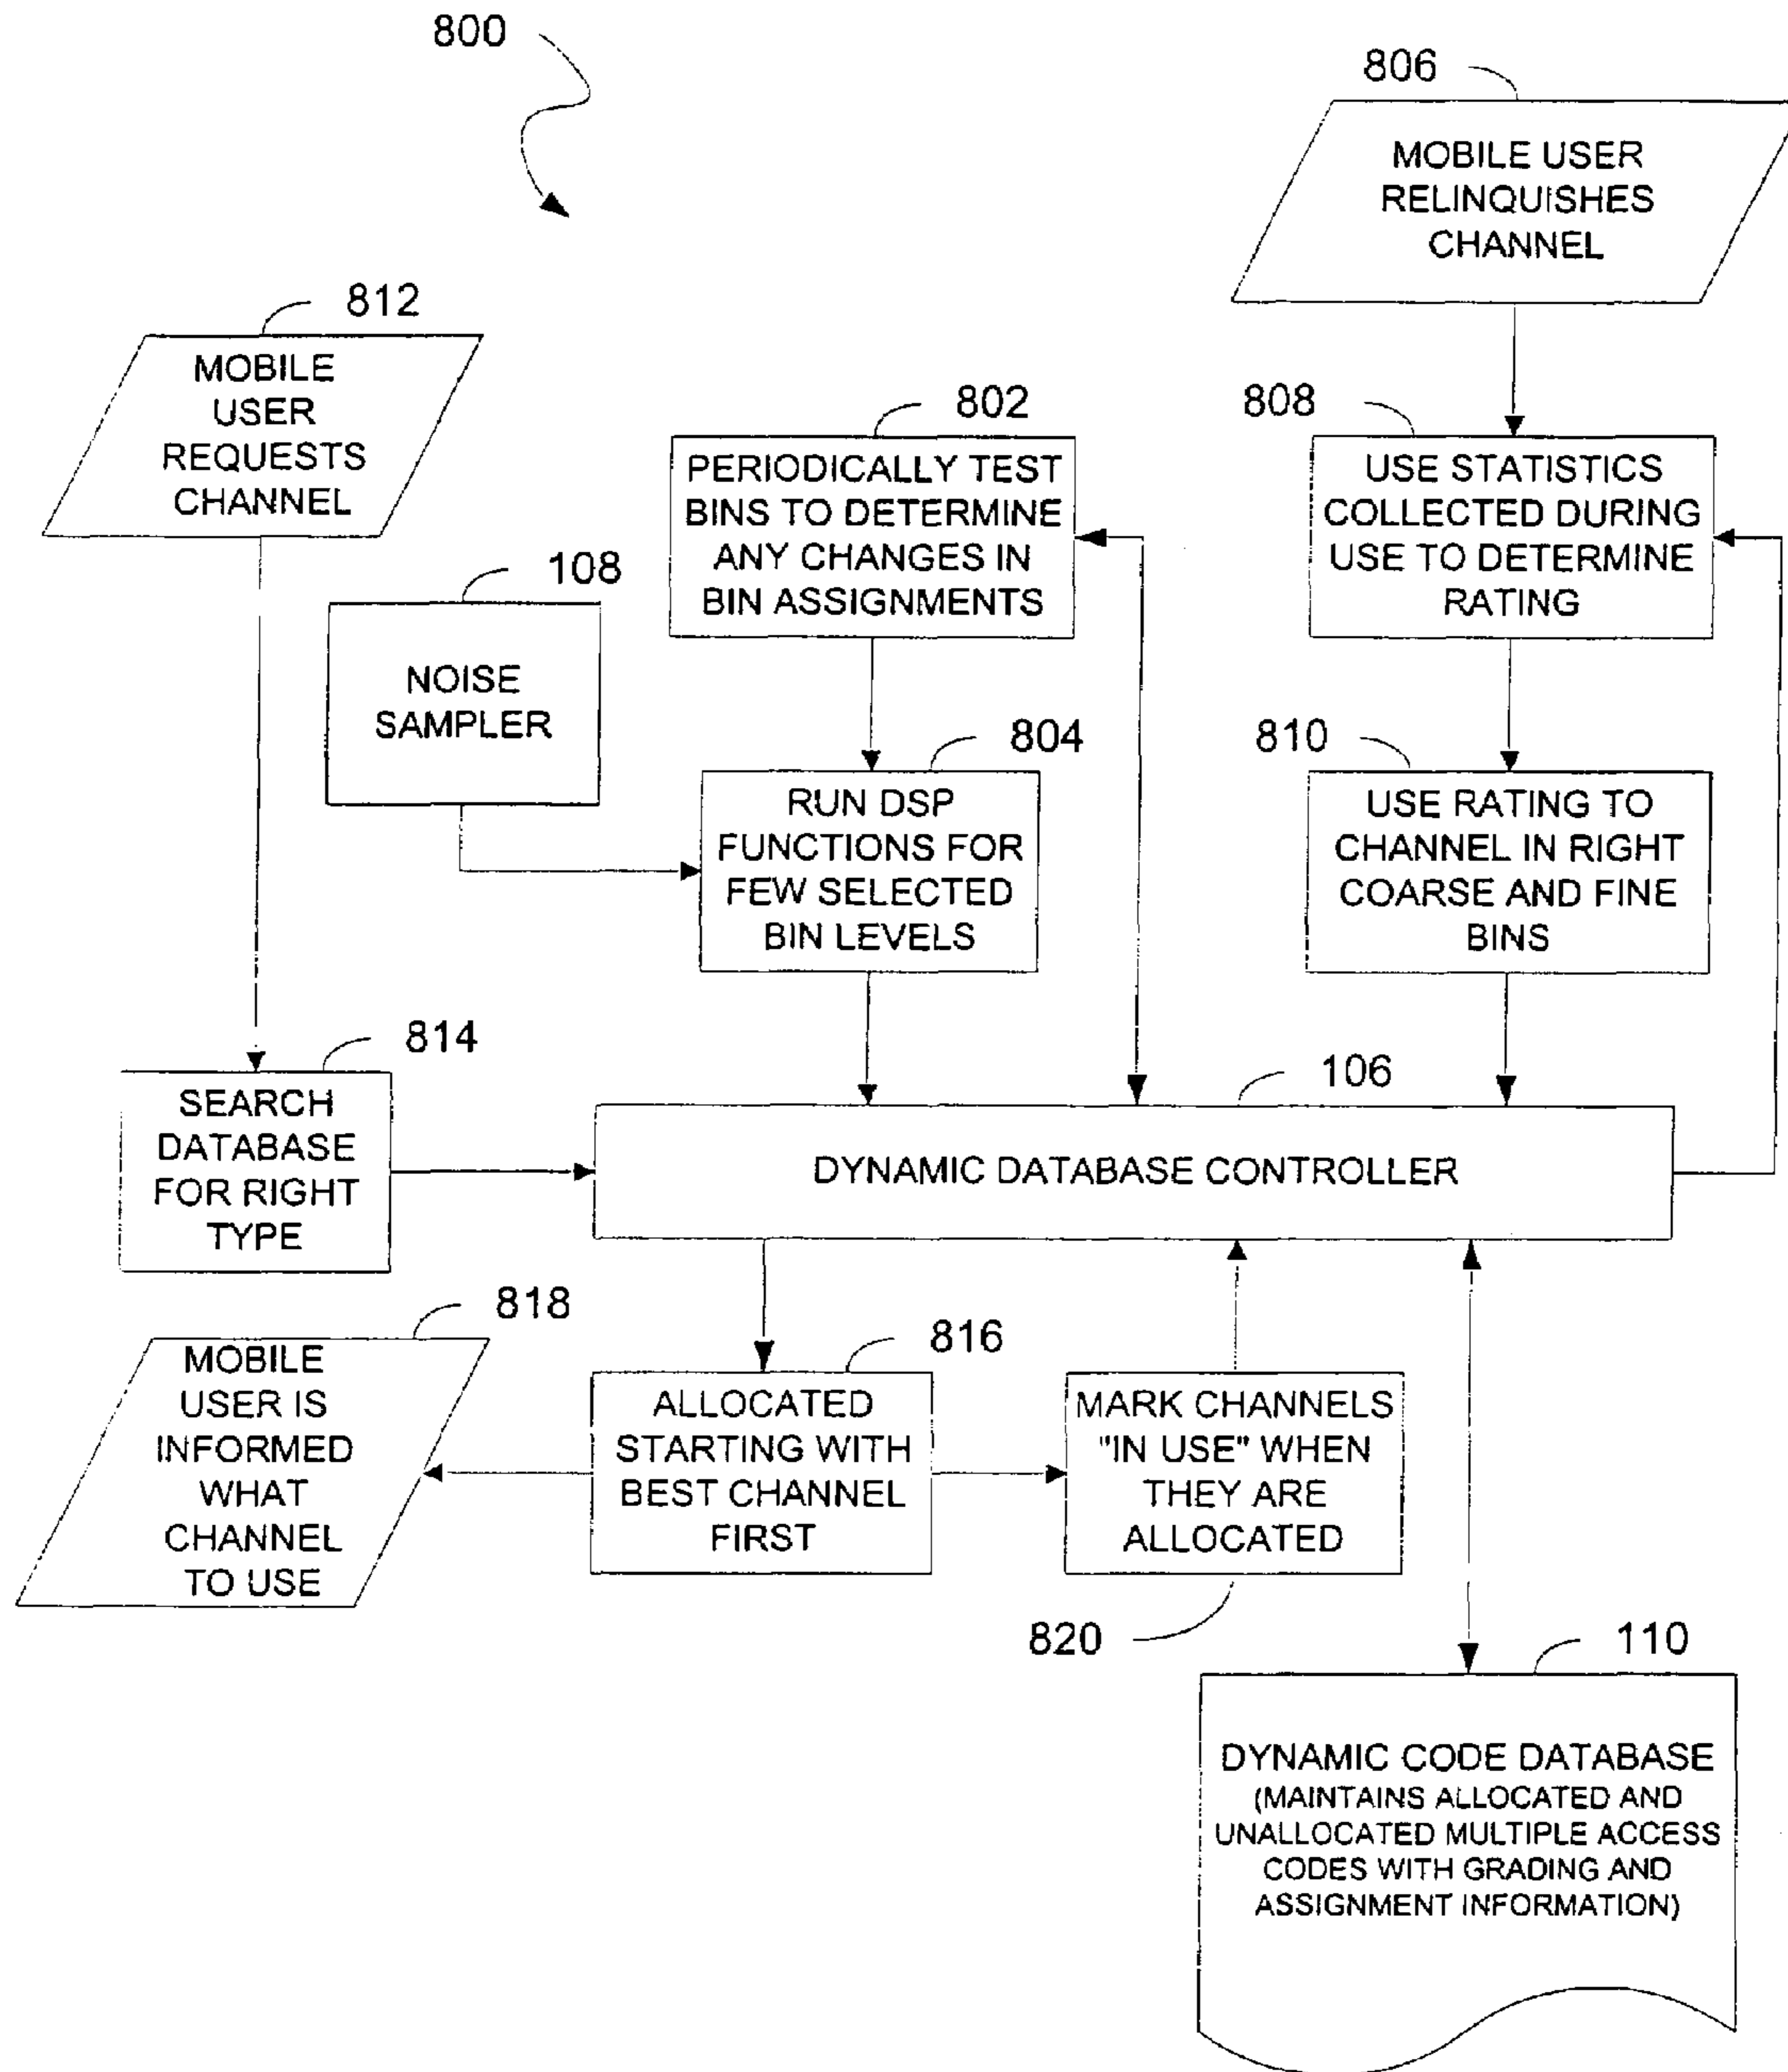 800
806
MOBILE USER
RELINQUISHES
CHANNEL
812
MOBILE
USER
REQUESTS
CHANNEL
802
PERIODICALLY TEST
BINS TO DETERMINE
ANY CHANGES IN
BIN ASSIGNMENTS
808
USE STATISTICS
COLLECTED DURING
USE TO DETERMINE
RATING
108
NOISE
SAMPLER
804
RUN DSP
FUNCTIONS FOR
FEW SELECTED
BIN LEVELS
810
USE RATING TO
CHANNEL IN RIGHT
COARSE AND FINE
BINS
814
SEARCH
DATABASE
FOR RIGHT
TYPE
106
DYNAMIC DATABASE CONTROLLER
818
MOBILE
USER IS
INFORMED
WHAT
CHANNEL
TO USE
816
ALLOCATED
STARTING WITH
BEST CHANNEL
FIRST
MARK CHANNELS
"IN USE" WHEN
THEY ARE
ALLOCATED
820
110
DYNAMIC CODE DATABASE
(MAINTAINS ALLOCATED AND
UNALLOCATED MULTIPLE ACCESS
CODES WITH GRADING AND
ASSIGNMENT INFORMATION)